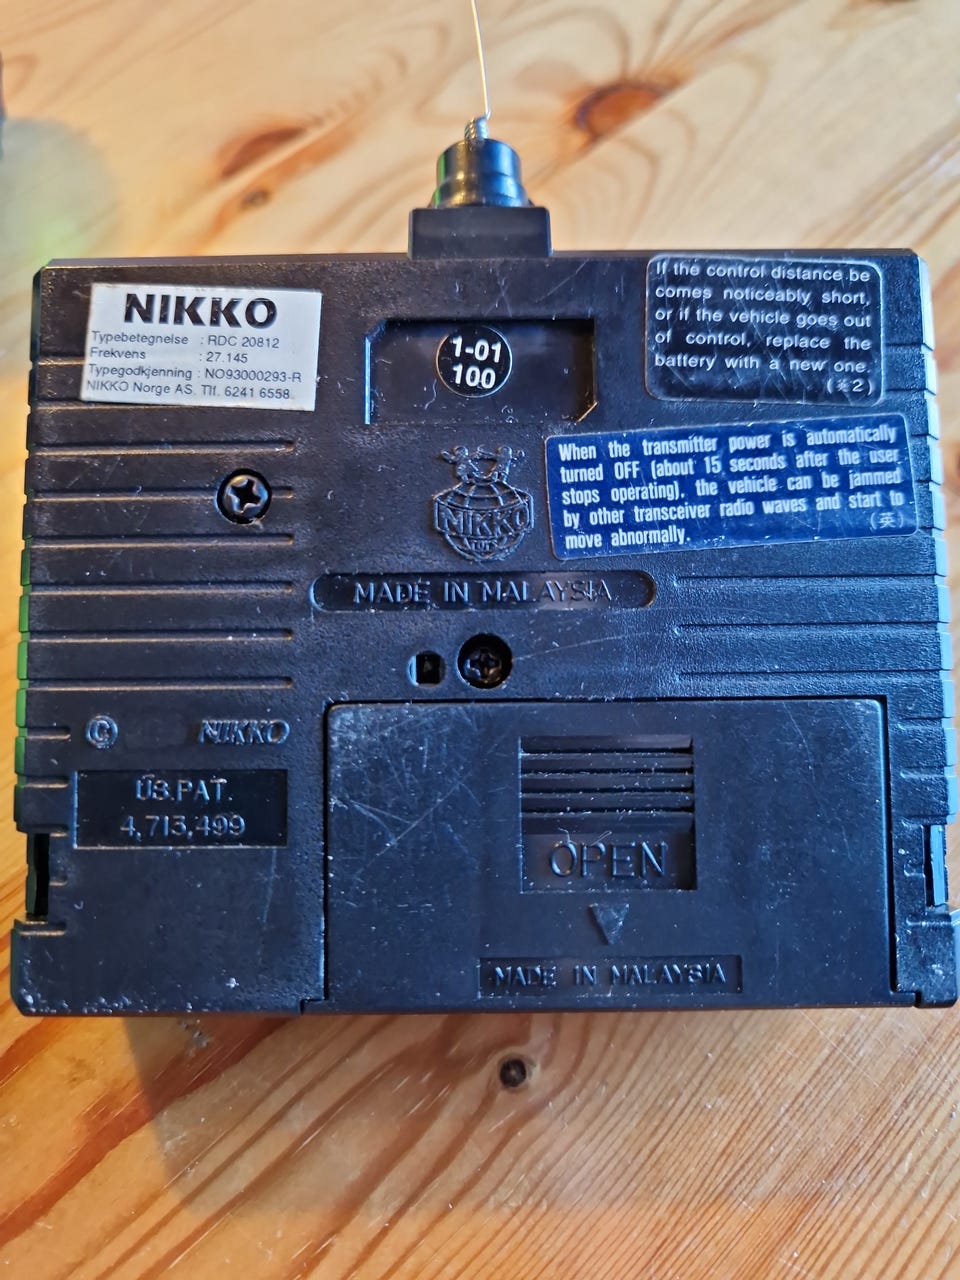 NIKKO
Typebetegnelse : RDC 20812
Frekvens : 27.145
Typegodkjenning : NO93000293-R
NIKKO Norge AS. Tlf. 6241 6558
1-01
100
If the control distance be
comes noticeably short,
or if the vehicle goes out
of control, replace the
battery with a new one.
(※2)
When the transmitter power is automatically
turned OFF (about 15 seconds after the user
stops operating), the vehicle can be jammed
by other transceiver radio waves and start to
move abnormally.
(英)
NIKKO
MADE IN MALAYSIA
© NIKKO
U.S.PAT.
4,713,499
OPEN
MADE IN MALAYSIA